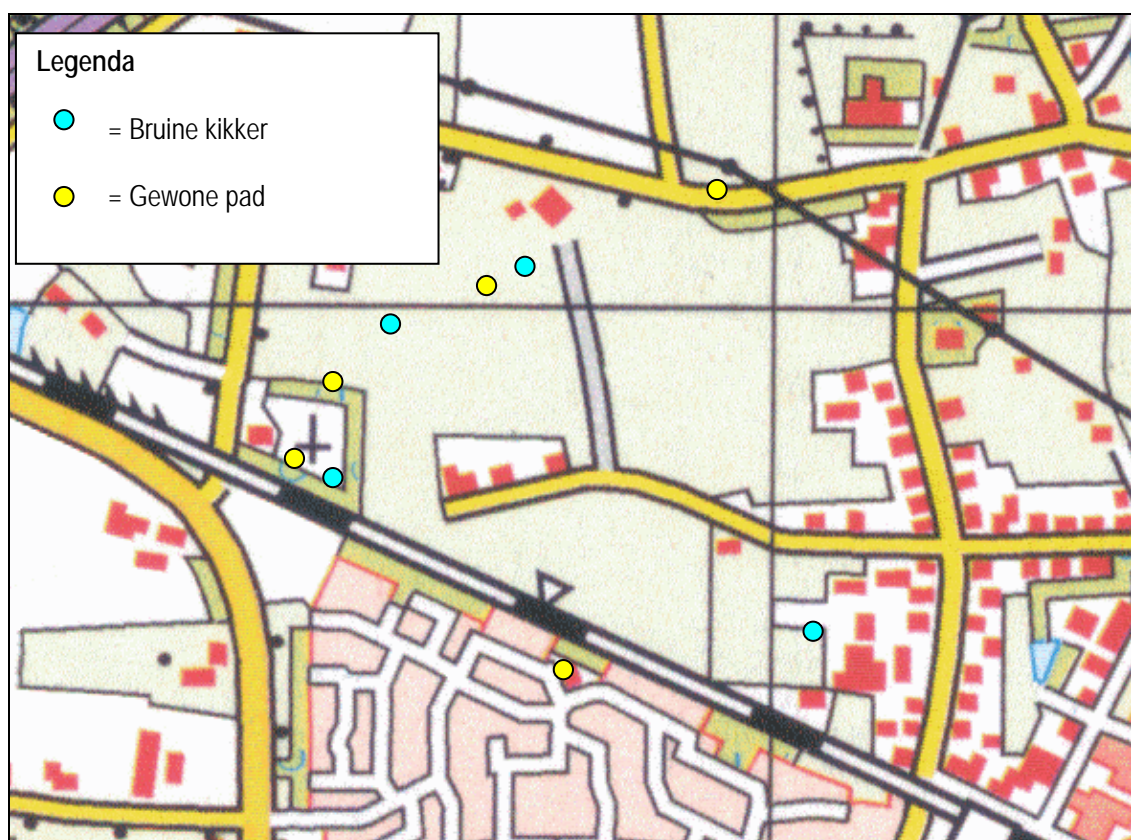 Legenda
= Bruine kikker
= Gewone pad